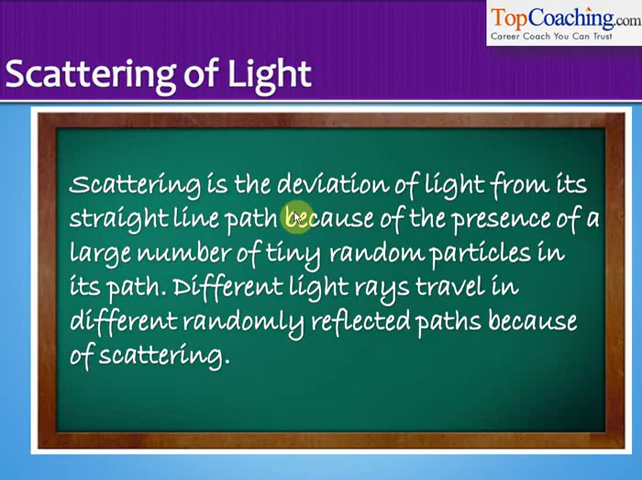 TopCoaching.com
Career Coach You Can Trust
Scattering of Light
Scattering is the deviation of light from its
straight line path because of the presence of a
large number of tiny random particles in
its path. Different light rays travel in
different randomly reflected paths because
of scattering.